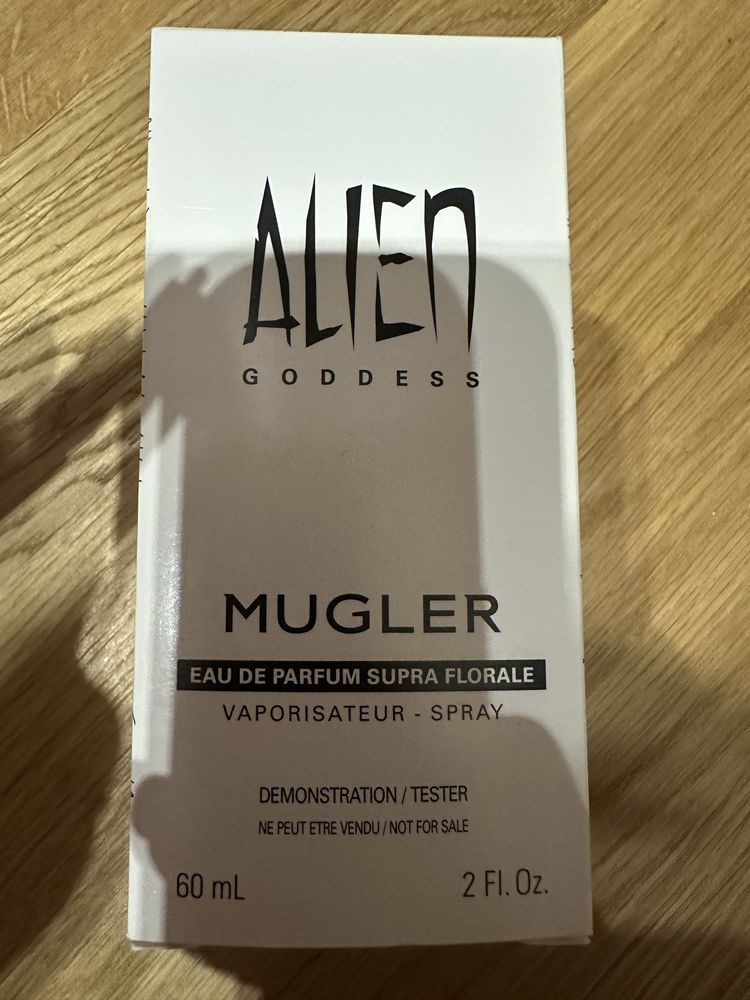 ALIEN
GODDESS
MUGLER
EAU DE PARFUM SUPRA FLORALE
VAPORISATEUR - SPRAY
DEMONSTRATION / TESTER
NE PEUT ETRE VENDU / NOT FOR SALE
60 mL 2 Fl. Oz.